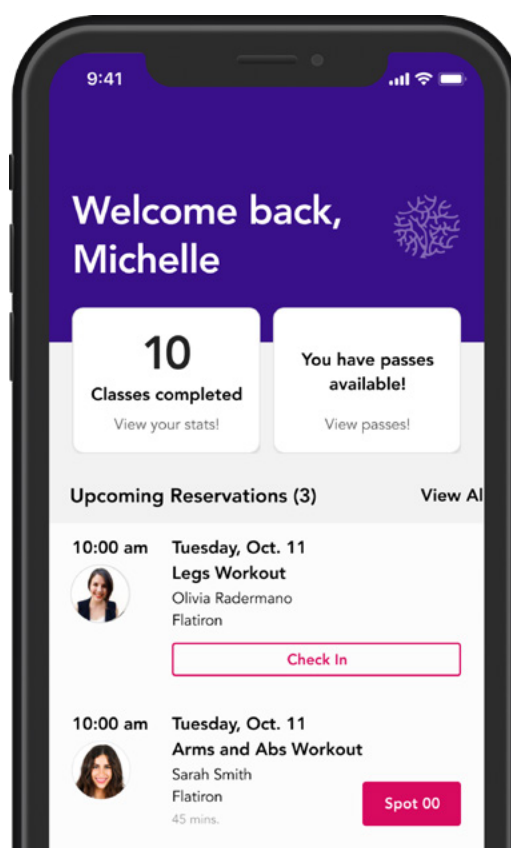 9:41
Welcome back,
Michelle
10
Classes completed
View your stats!
You have passes
available!
View passes!
Upcoming Reservations (3)
View Al
10:00 am
Tuesday, Oct. 11
Legs Workout
Olivia Radermano
Flatiron
Check In
10:00 am
Tuesday, Oct. 11
Arms and Abs Workout
Sarah Smith
Flatiron
45 mins.
Spot 00